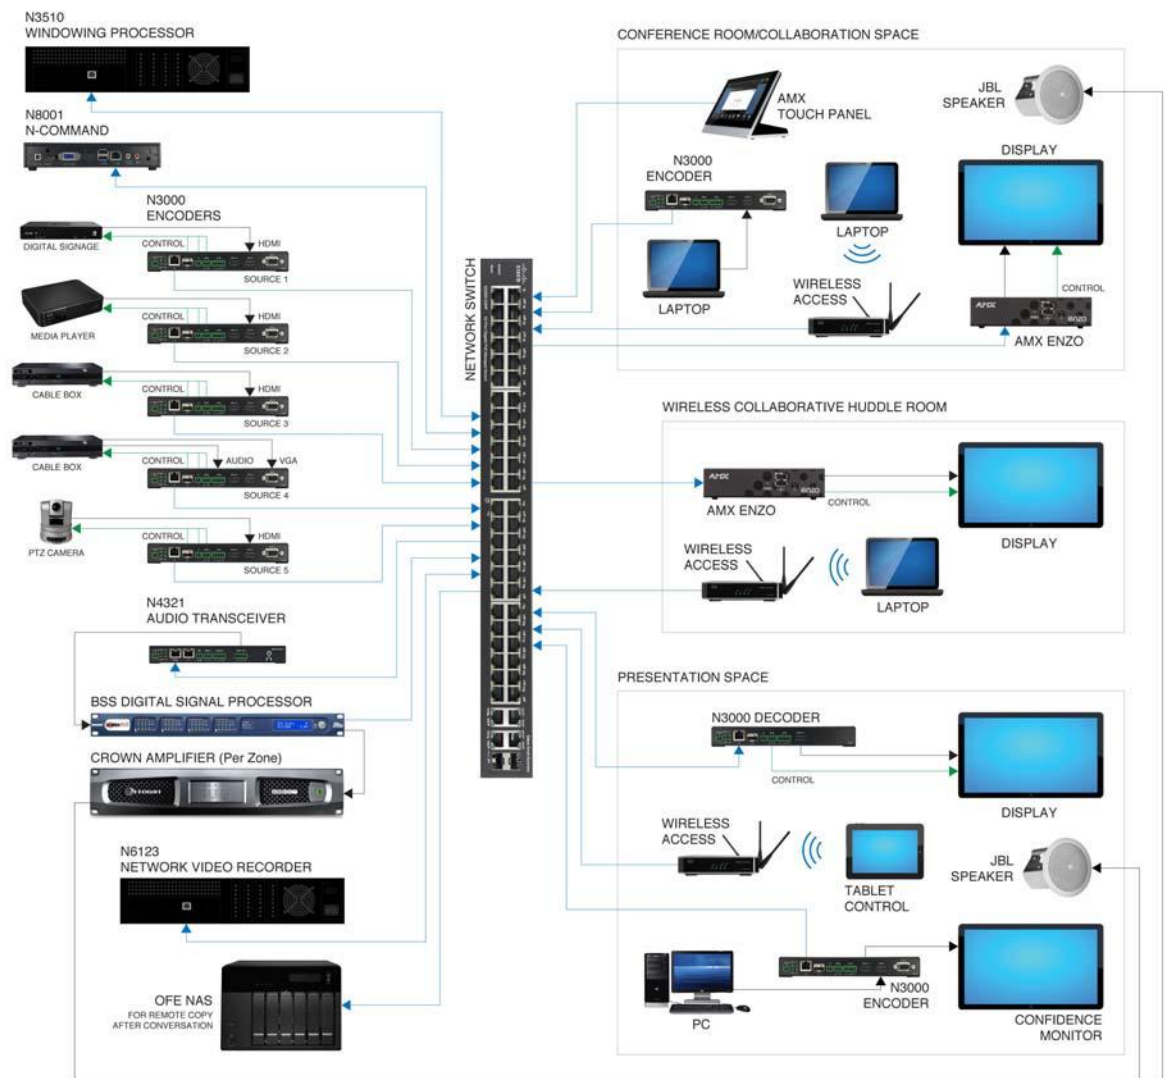 N3510
WINDOWING PROCESSOR
N8001
N-COMMAND
N3000
ENCODERS
DIGITAL SIGNAGE
CONTROL
HDMI
SOURCE 1
MEDIA PLAYER
CONTROL
HDMI
SOURCE 2
CABLE BOX
CONTROL
HDMI
SOURCE 3
CABLE BOX
CONTROL
AUDIO
VGA
SOURCE 4
PTZ CAMERA
CONTROL
HDMI
SOURCE 5
N4321
AUDIO TRANSCEIVER
BSS DIGITAL SIGNAL PROCESSOR
CROWN AMPLIFIER (Per Zone)
crown
N6123
NETWORK VIDEO RECORDER
OFE NAS
FOR REMOTE COPY
AFTER CONVERSATION
NETWORK SWITCH
CONFERENCE ROOM/COLLABORATION SPACE
AMX
TOUCH PANEL
JBL
SPEAKER
N3000
ENCODER
LAPTOP
LAPTOP
DISPLAY
WIRELESS
ACCESS
CONTROL
AMX
enzo
AMX ENZO
WIRELESS COLLABORATIVE HUDDLE ROOM
AMX
enzo
AMX ENZO
CONTROL
DISPLAY
WIRELESS
ACCESS
LAPTOP
PRESENTATION SPACE
N3000 DECODER
CONTROL
DISPLAY
WIRELESS
ACCESS
TABLET
CONTROL
JBL
SPEAKER
PC
N3000
ENCODER
CONFIDENCE
MONITOR